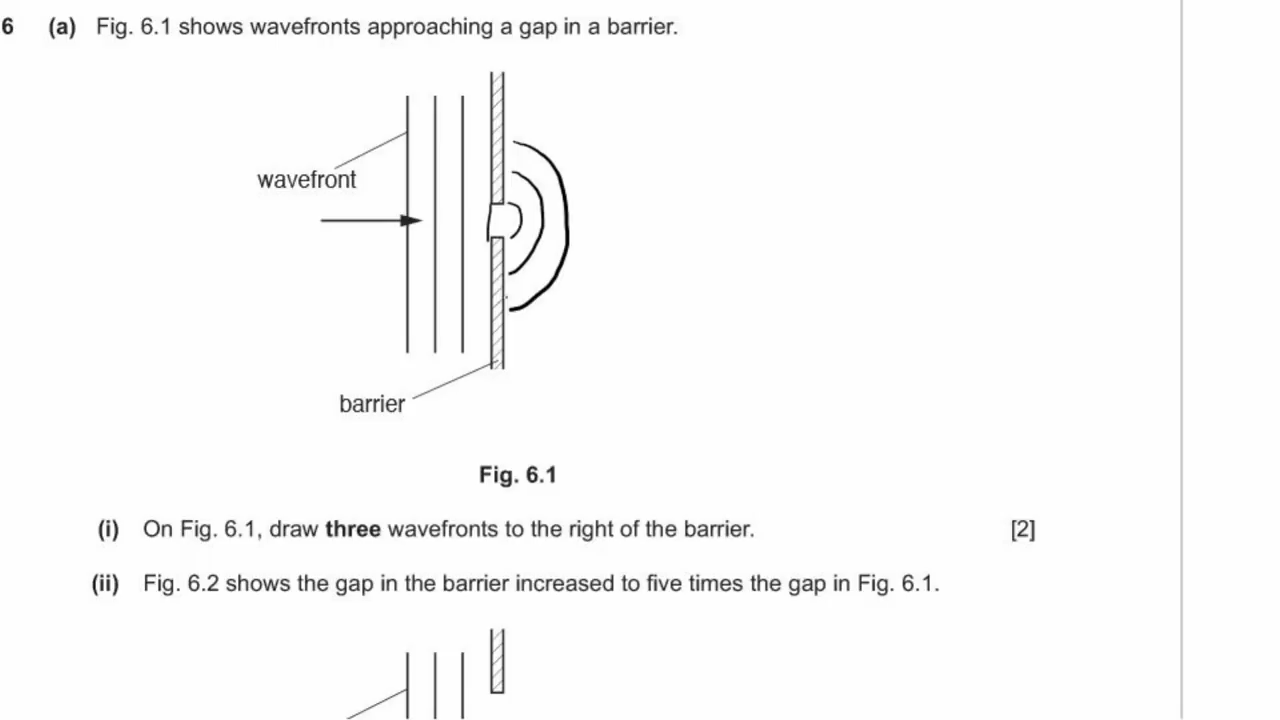 6 (a) Fig. 6.1 shows wavefronts approaching a gap in a barrier.
wavefront
barrier
Fig. 6.1
(i) On Fig. 6.1, draw three wavefronts to the right of the barrier. [2]
(ii) Fig. 6.2 shows the gap in the barrier increased to five times the gap in Fig. 6.1.